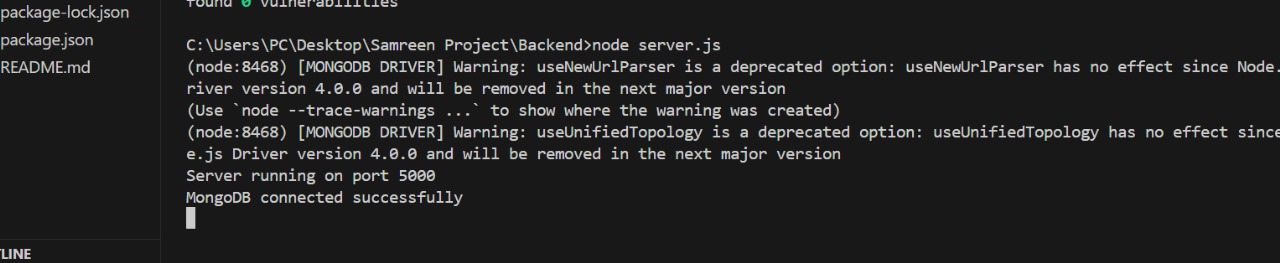 package-lock.json
package.json
README.md
found 0 vulnerabilities
C:\Users\PC\Desktop\Samreen Project\Backend>node server.js
(node:8468) [MONGODB DRIVER] Warning: useNewUrlParser is a deprecated option: useNewUrlParser has no effect since Node.
river version 4.0.0 and will be removed in the next major version
(Use `node --trace-warnings ...` to show where the warning was created)
(node:8468) [MONGODB DRIVER] Warning: useUnifiedTopology is a deprecated option: useUnifiedTopology has no effect since
e.js Driver version 4.0.0 and will be removed in the next major version
Server running on port 5000
MongoDB connected successfully
TLINE